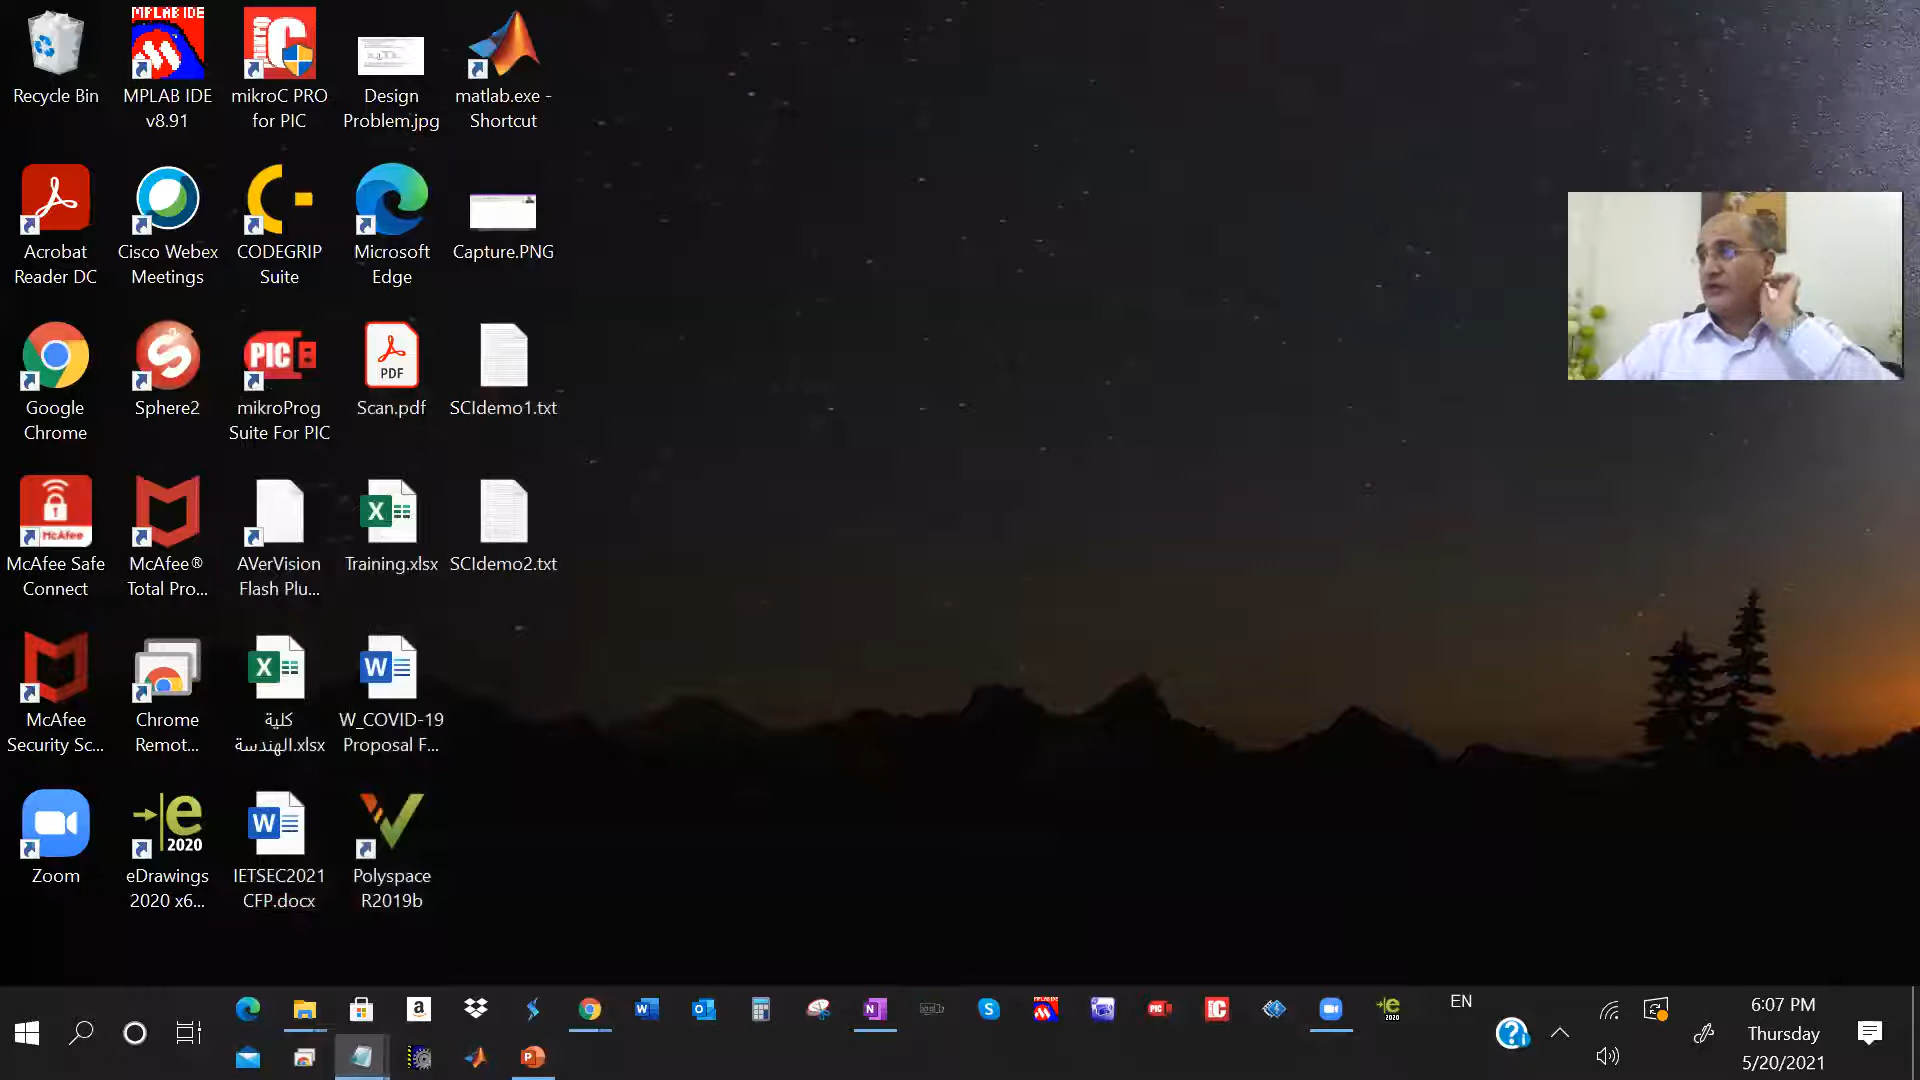 Recycle Bin
MPLAB IDE
v8.91
mikroC PRO
for PIC
Design
Problem.jpg
matlab.exe -
Shortcut
Acrobat
Reader DC
Cisco Webex
Meetings
CODEGRIP
Suite
Microsoft
Edge
Capture.PNG
Google
Chrome
Sphere2
PIC
mikroProg
Suite For PIC
PDF
Scan.pdf
SCIdemo1.txt
McAfee
McAfee Safe
Connect
McAfee®
Total Pro...
AVerVision
Flash Plu...
Training.xlsx
SCIdemo2.txt
McAfee
Security Sc...
Chrome
Remot...
كلية
الهندسة.xlsx
W_COVID-19
Proposal F...
Zoom
2020
eDrawings
2020 x6...
IETSEC2021
CFP.docx
Polyspace
R2019b
EN
6:07 PM
Thursday
5/20/2021